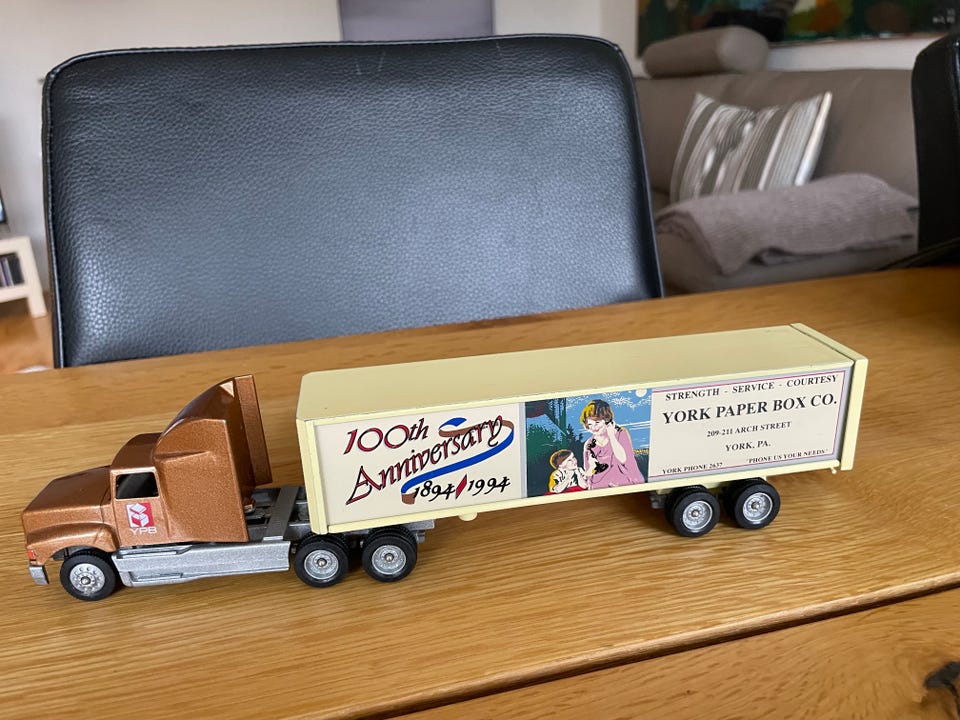 YPB
100th
Anniversary
1894 1994
STRENGTH - SERVICE - COURTESY
YORK PAPER BOX CO.
209-211 ARCH STREET
YORK, PA.
YORK PHONE 2637 "PHONE US YOUR NEEDS"